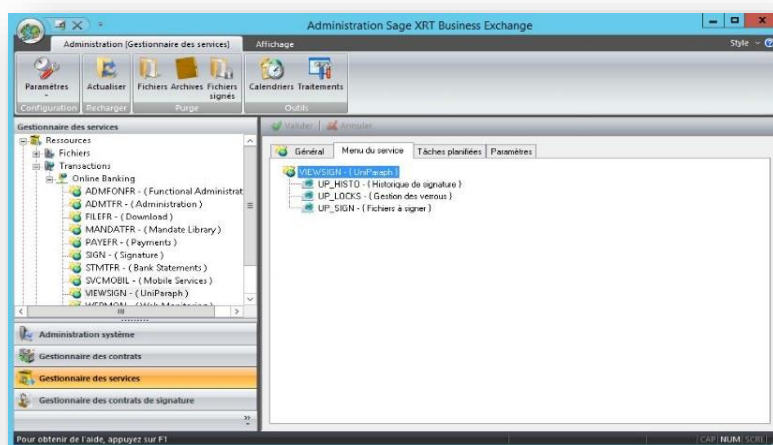 Administration Sage XRT Business Exchange
Administration [Gestionnaire des services]
Affichage
Style
Paramètres
Actualiser
Fichiers
Archives
Fichiers signés
Calendriers
Traitements
Configuration
Recharger
Purge
Outils
Gestionnaire des services
Valider
Annuler
Ressources
Fichiers
Transactions
Online Banking
ADMFONFR - ( Functional Administrat
ADMTFR - ( Administration )
FILEFR - ( Download )
MANDATFR - ( Mandate Library )
PAYEFR - ( Payments )
SIGN - ( Signature )
STMTFR - ( Bank Statements )
SVCMOBIL - ( Mobile Services )
VIEWSIGN - ( UniParaph )
WEBMON - ( Web Monitoring )
Général
Menu du service
Tâches planifiées
Paramètres
VIEWSIGN - ( UniParaph )
UP_HISTO - ( Historique de signature )
UP_LOCKS - ( Gestion des verrous )
UP_SIGN - ( Fichiers à signer )
Administration système
Gestionnaire des contrats
Gestionnaire des services
Gestionnaire des contrats de signature
Pour obtenir de l'aide, appuyez sur F1
CAP NUM SCRL